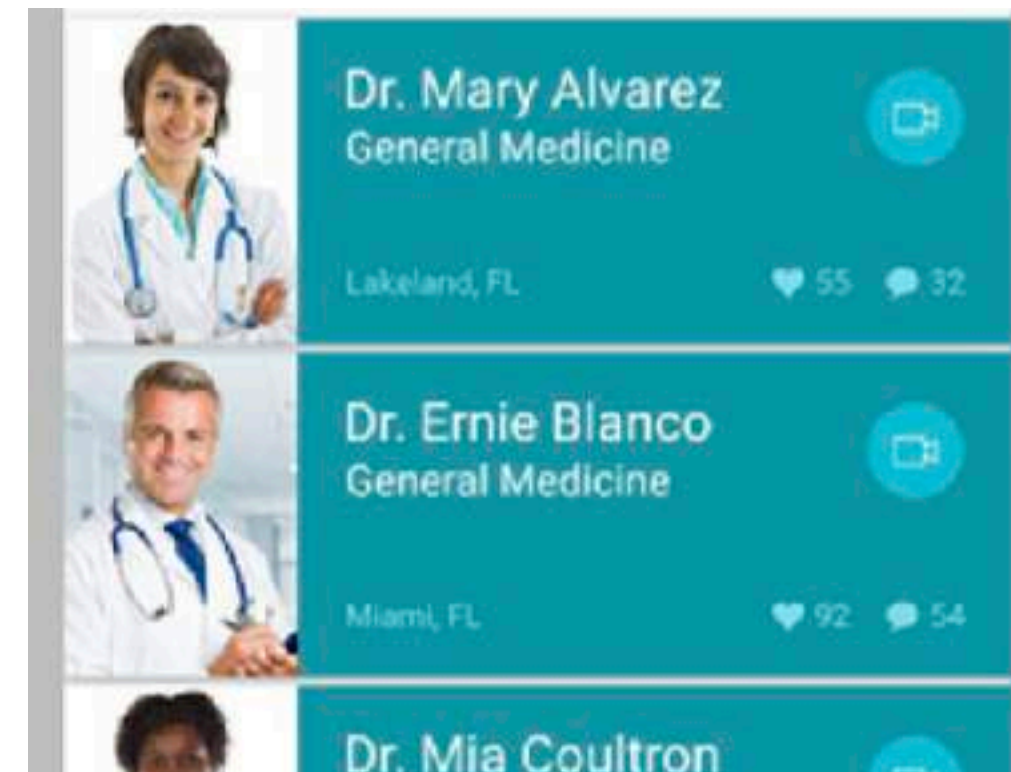 Dr. Mary Alvarez
General Medicine
Lakeland, FL
55 32
Dr. Ernie Blanco
General Medicine
Miami, FL
92 54
Dr. Mia Coultron